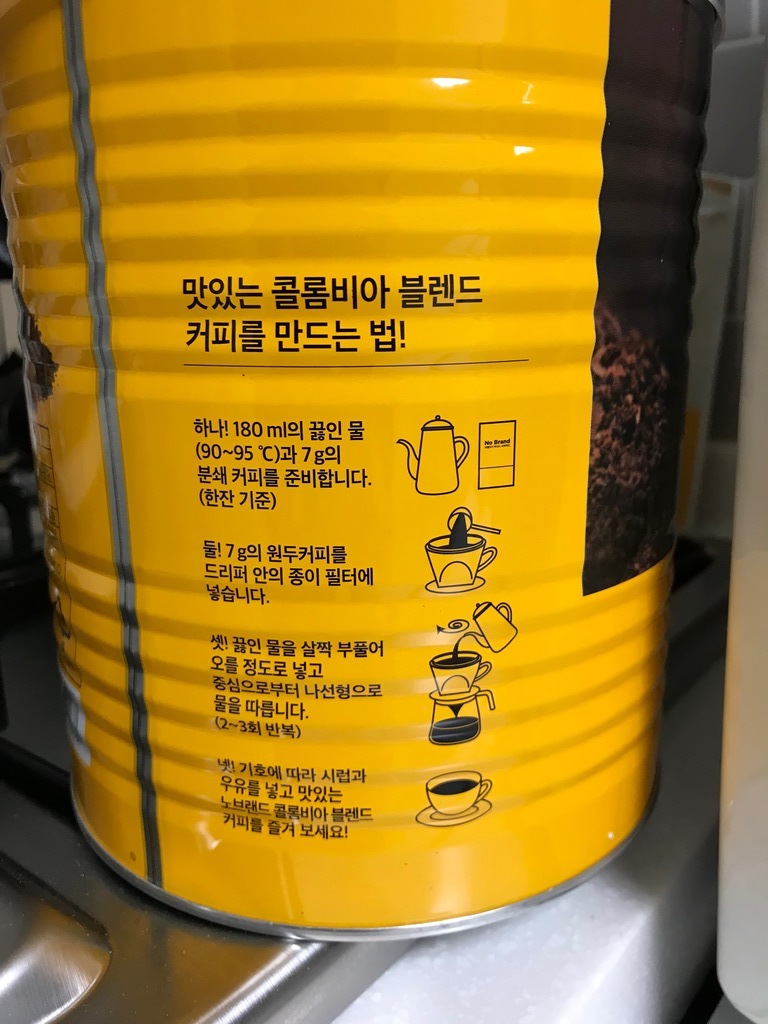 맛있는 콜롬비아 블렌드
커피를 만드는 법!
하나! 180 ml의 끓인 물
(90~95 ℃)과 7 g의
분쇄 커피를 준비합니다.
(한잔 기준)
No Brand
둘! 7 g의 원두커피를
드리퍼 안의 종이 필터에
넣습니다.
셋! 끓인 물을 살짝 부풀어
오를 정도로 넣고
중심으로부터 나선형으로
물을 따릅니다.
(2~3회 반복)
넷! 기호에 따라 시럽과
우유를 넣고 맛있는
노브랜드 콜롬비아 블렌드
커피를 즐겨 보세요!